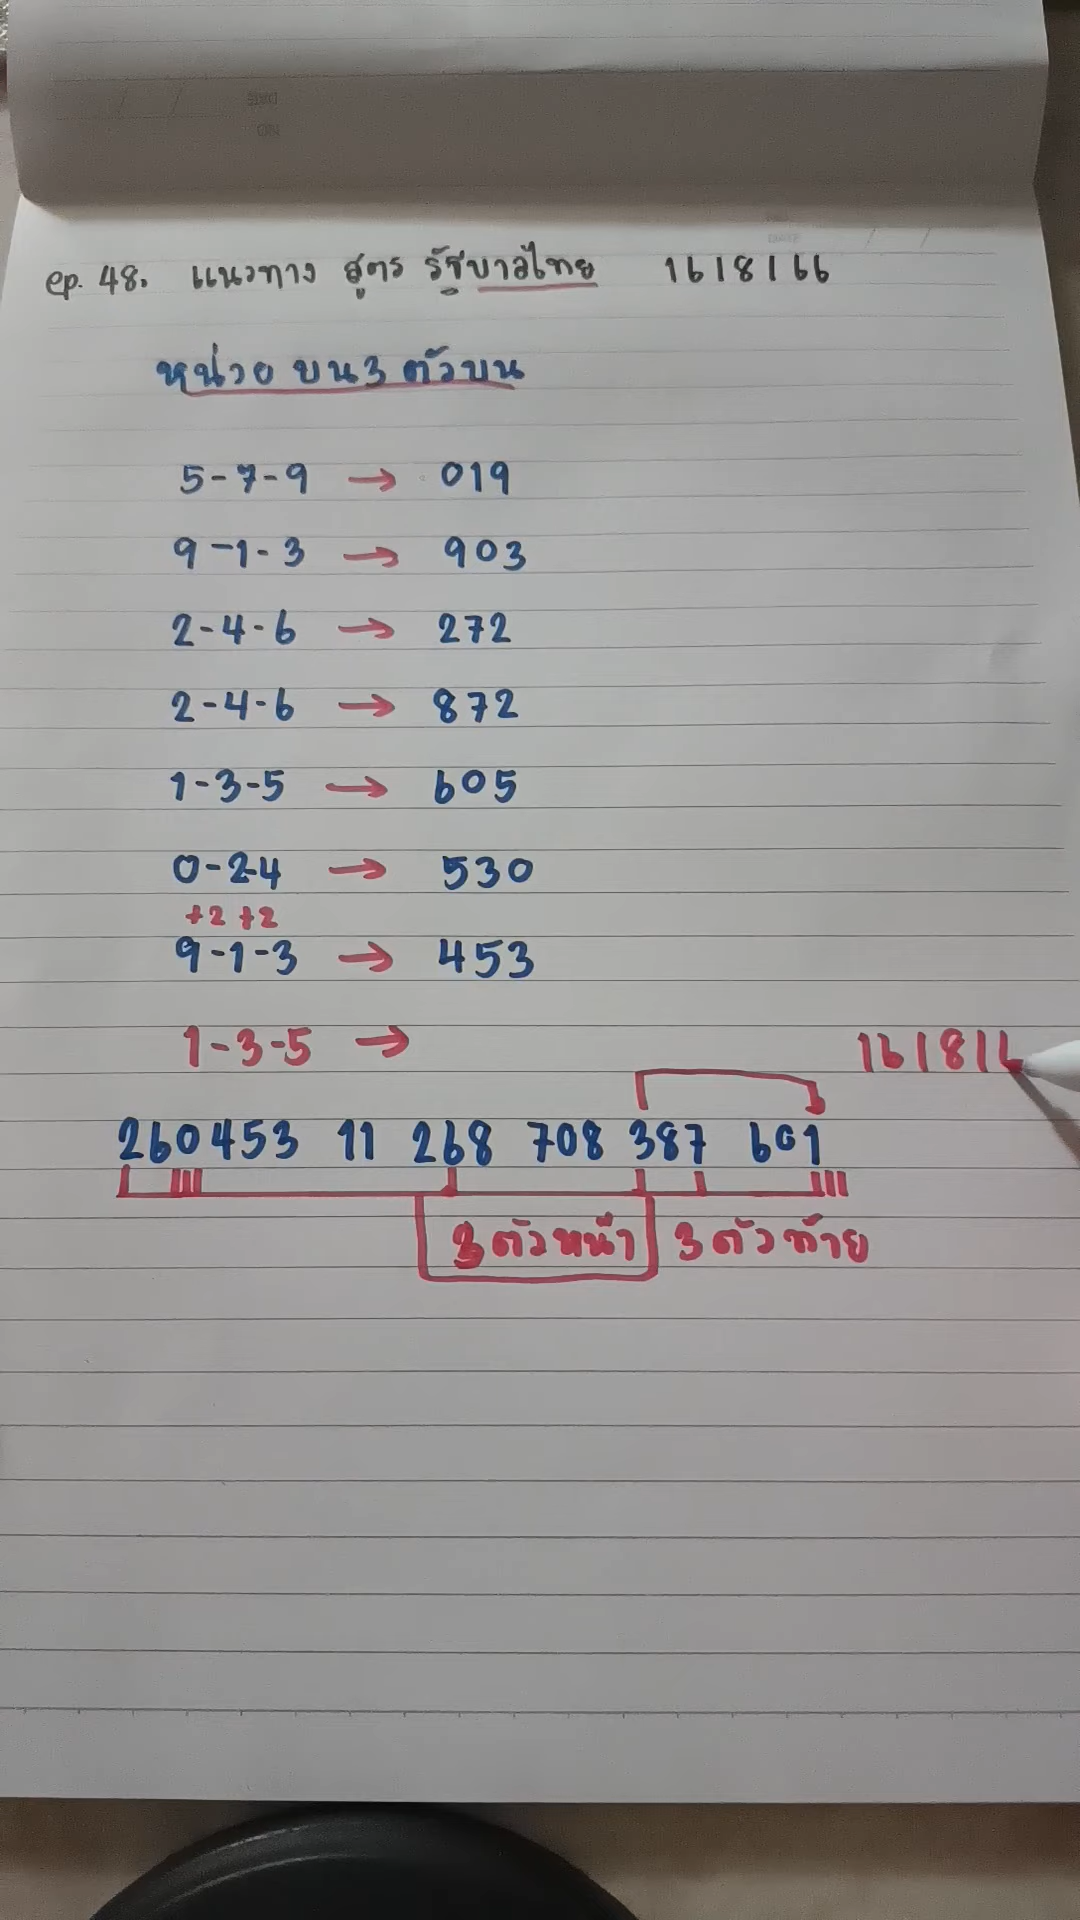 ep. 48. แนวทาง สูตร รัฐบาลไทย 1618166
หน่วย บน3 ตัวบน
5-7-9 → 019
9-1-3 → 903
2-4-6 → 272
2-4-6 → 872
1-3-5 → 605
0-2-4 → 530
+2 +2
9-1-3 → 453
1-3-5 →
161816
260453 11 268 708 387 601
3ตัวหน้า 3ตัวท้าย